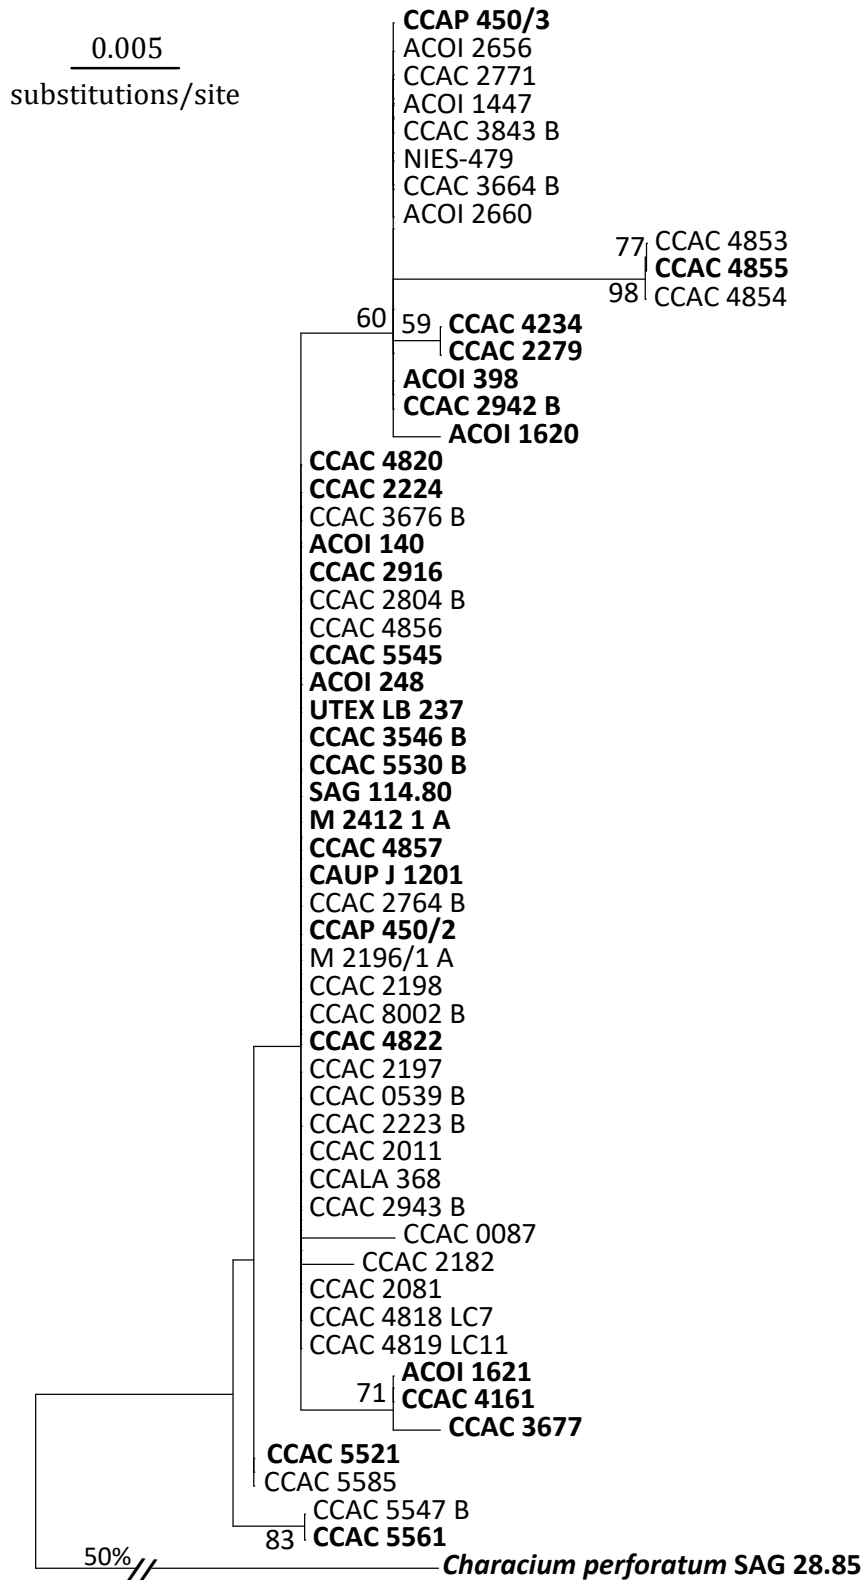 CCAP 450/3
0.005
substitutions/site
ACOI 2656
CCAC 2771
ACOI 1447
CCAC 3843 B
NIES-479
CCAC 3664 B
ACOI 2660
77 CCAC 4853
CCAC 4855
98 CCAC 4854
60 59 CCAC 4234
CCAC 2279
ACOI 398
CCAC 2942 B
ACOI 1620
CCAC 4820
CCAC 2224
CCAC 3676 B
ACOI 140
CCAC 2916
CCAC 2804 B
CCAC 4856
CCAC 5545
ACOI 248
UTEX LB 237
CCAC 3546 B
CCAC 5530 B
SAG 114.80
M 2412 1 A
CCAC 4857
CAUP J 1201
CCAC 2764 B
CCAP 450/2
M 2196/1 A
CCAC 2198
CCAC 8002 B
CCAC 4822
CCAC 2197
CCAC 0539 B
CCAC 2223 B
CCAC 2011
CCALA 368
CCAC 2943 B
CCAC 0087
CCAC 2182
CCAC 2081
CCAC 4818 LC7
CCAC 4819 LC11
ACOI 1621
71 CCAC 4161
CCAC 3677
CCAC 5521
CCAC 5585
CCAC 5547 B
83 CCAC 5561
50% Characium perforatum SAG 28.85